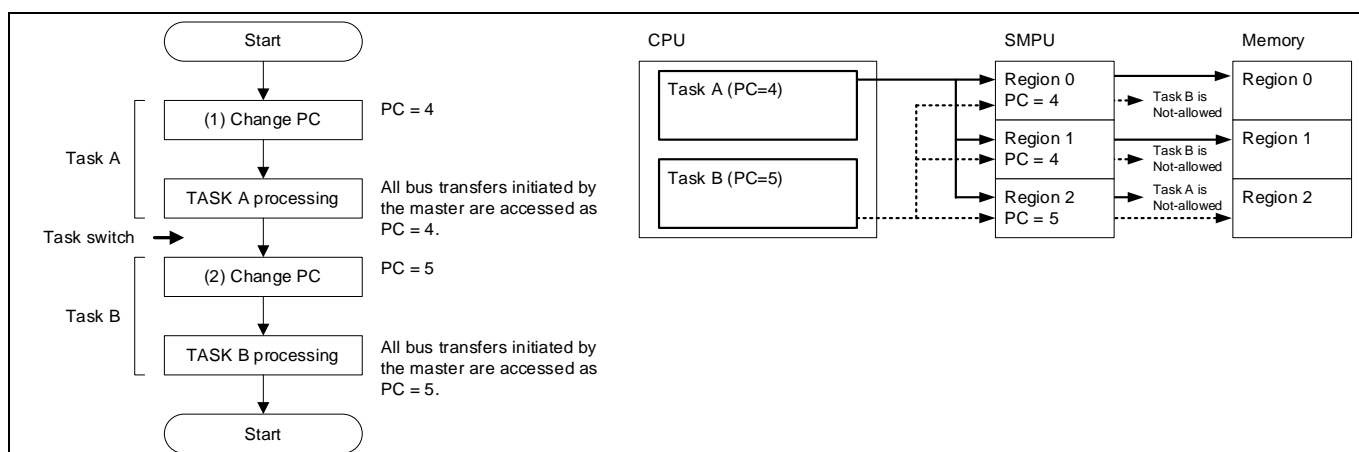 Start
(1) Change PC
PC = 4
Task A
TASK A processing
All bus transfers initiated by
the master are accessed as
PC = 4.
Task switch
(2) Change PC
PC = 5
Task B
TASK B processing
All bus transfers initiated by
the master are accessed as
PC = 5.
Start
CPU
Task A (PC=4)
Task B (PC=5)
SMPU
Region 0
PC = 4
Region 1
PC = 4
Region 2
PC = 5
Task B is
Not-allowed
Task B is
Not-allowed
Task A is
Not-allowed
Memory
Region 0
Region 1
Region 2